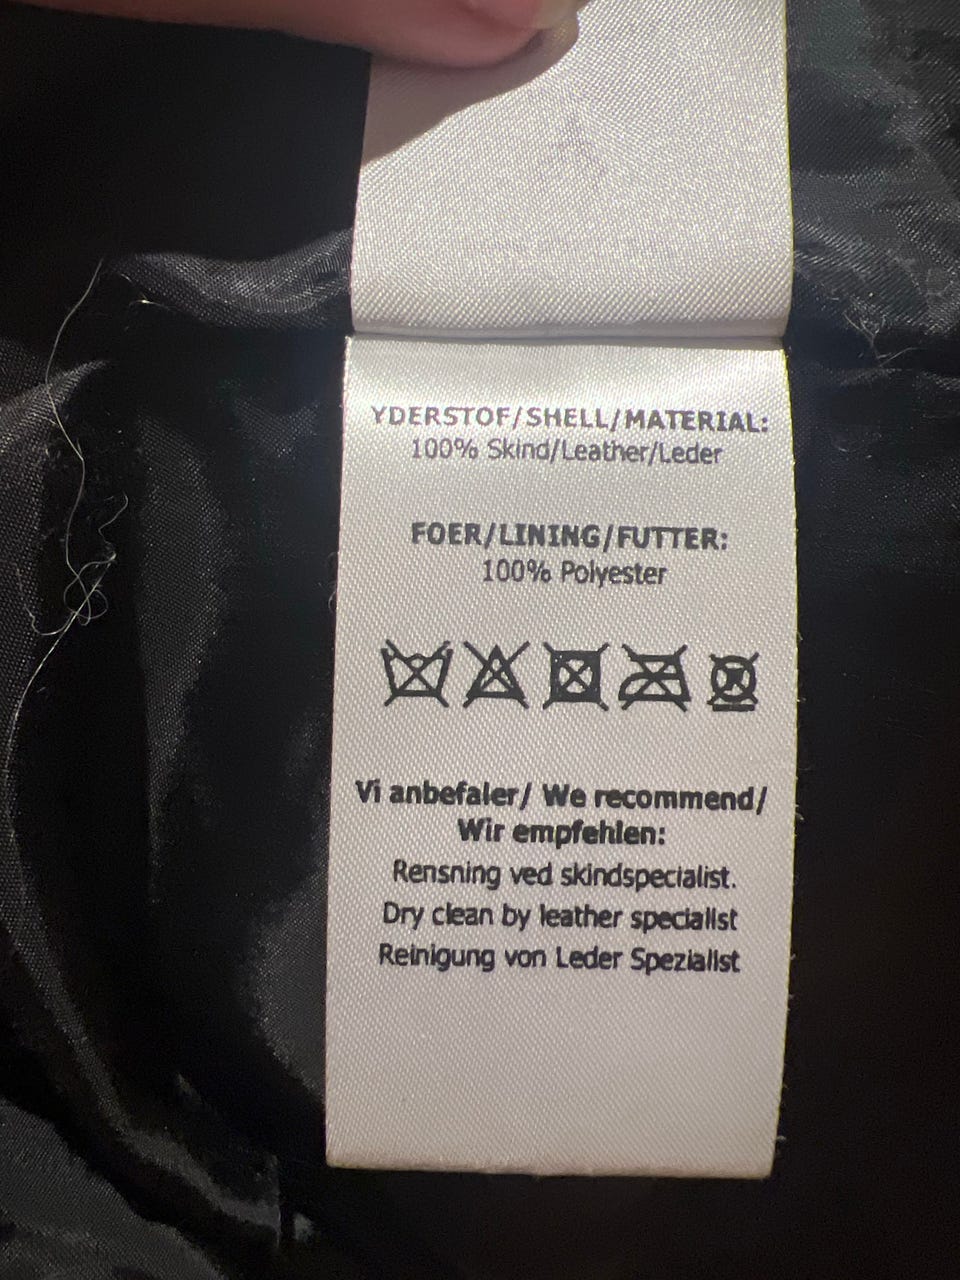 YDERSTOF/SHELL/MATERIAL:
100% Skind/Leather/Leder
FOER/LINING/FUTTER:
100% Polyester
Vi anbefaler/ We recommend/
Wir empfehlen:
Rensning ved skindspecialist.
Dry clean by leather specialist
Reinigung von Leder Spezialist